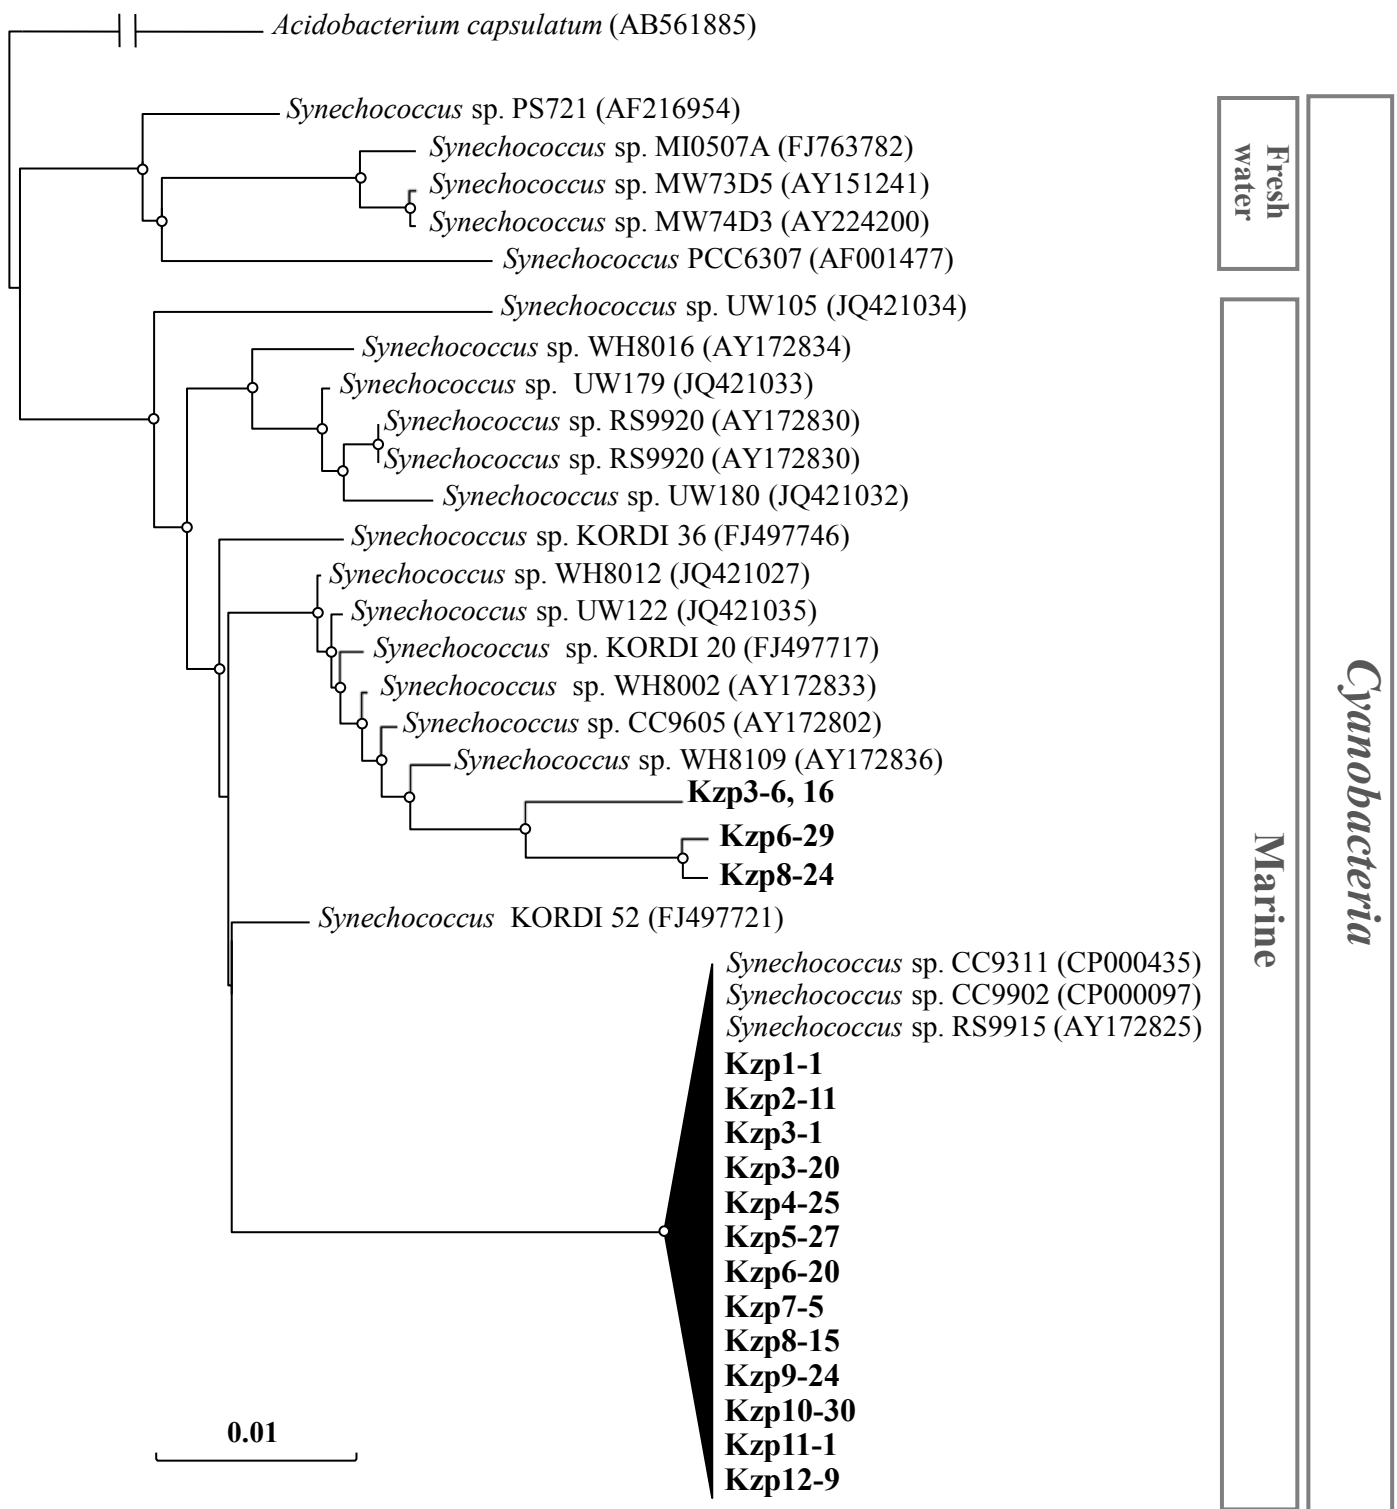 Acidobacterium capsulatum (AB561885)
Synechococcus sp. PS721 (AF216954)
Synechococcus sp. MI0507A (FJ763782)
Synechococcus sp. MW73D5 (AY151241)
Synechococcus sp. MW74D3 (AY224200)
Synechococcus PCC6307 (AF001477)
Synechococcus sp. UW105 (JQ421034)
Synechococcus sp. WH8016 (AY172834)
Synechococcus sp. UW179 (JQ421033)
Synechococcus sp. RS9920 (AY172830)
Synechococcus sp. RS9920 (AY172830)
Synechococcus sp. UW180 (JQ421032)
Synechococcus sp. KORDI 36 (FJ497746)
Synechococcus sp. WH8012 (JQ421027)
Synechococcus sp. UW122 (JQ421035)
Synechococcus sp. KORDI 20 (FJ497717)
Synechococcus sp. WH8002 (AY172833)
Synechococcus sp. CC9605 (AY172802)
Synechococcus sp. WH8109 (AY172836)
Kzp3-6, 16
Kzp6-29
Kzp8-24
Synechococcus KORDI 52 (FJ497721)
Synechococcus sp. CC9311 (CP000435)
Synechococcus sp. CC9902 (CP000097)
Synechococcus sp. RS9915 (AY172825)
Kzp1-1
Kzp2-11
Kzp3-1
Kzp3-20
Kzp4-25
Kzp5-27
Kzp6-20
Kzp7-5
Kzp8-15
Kzp9-24
Kzp10-30
Kzp11-1
Kzp12-9
0.01
Fresh
water
Marine
Cyanobacteria